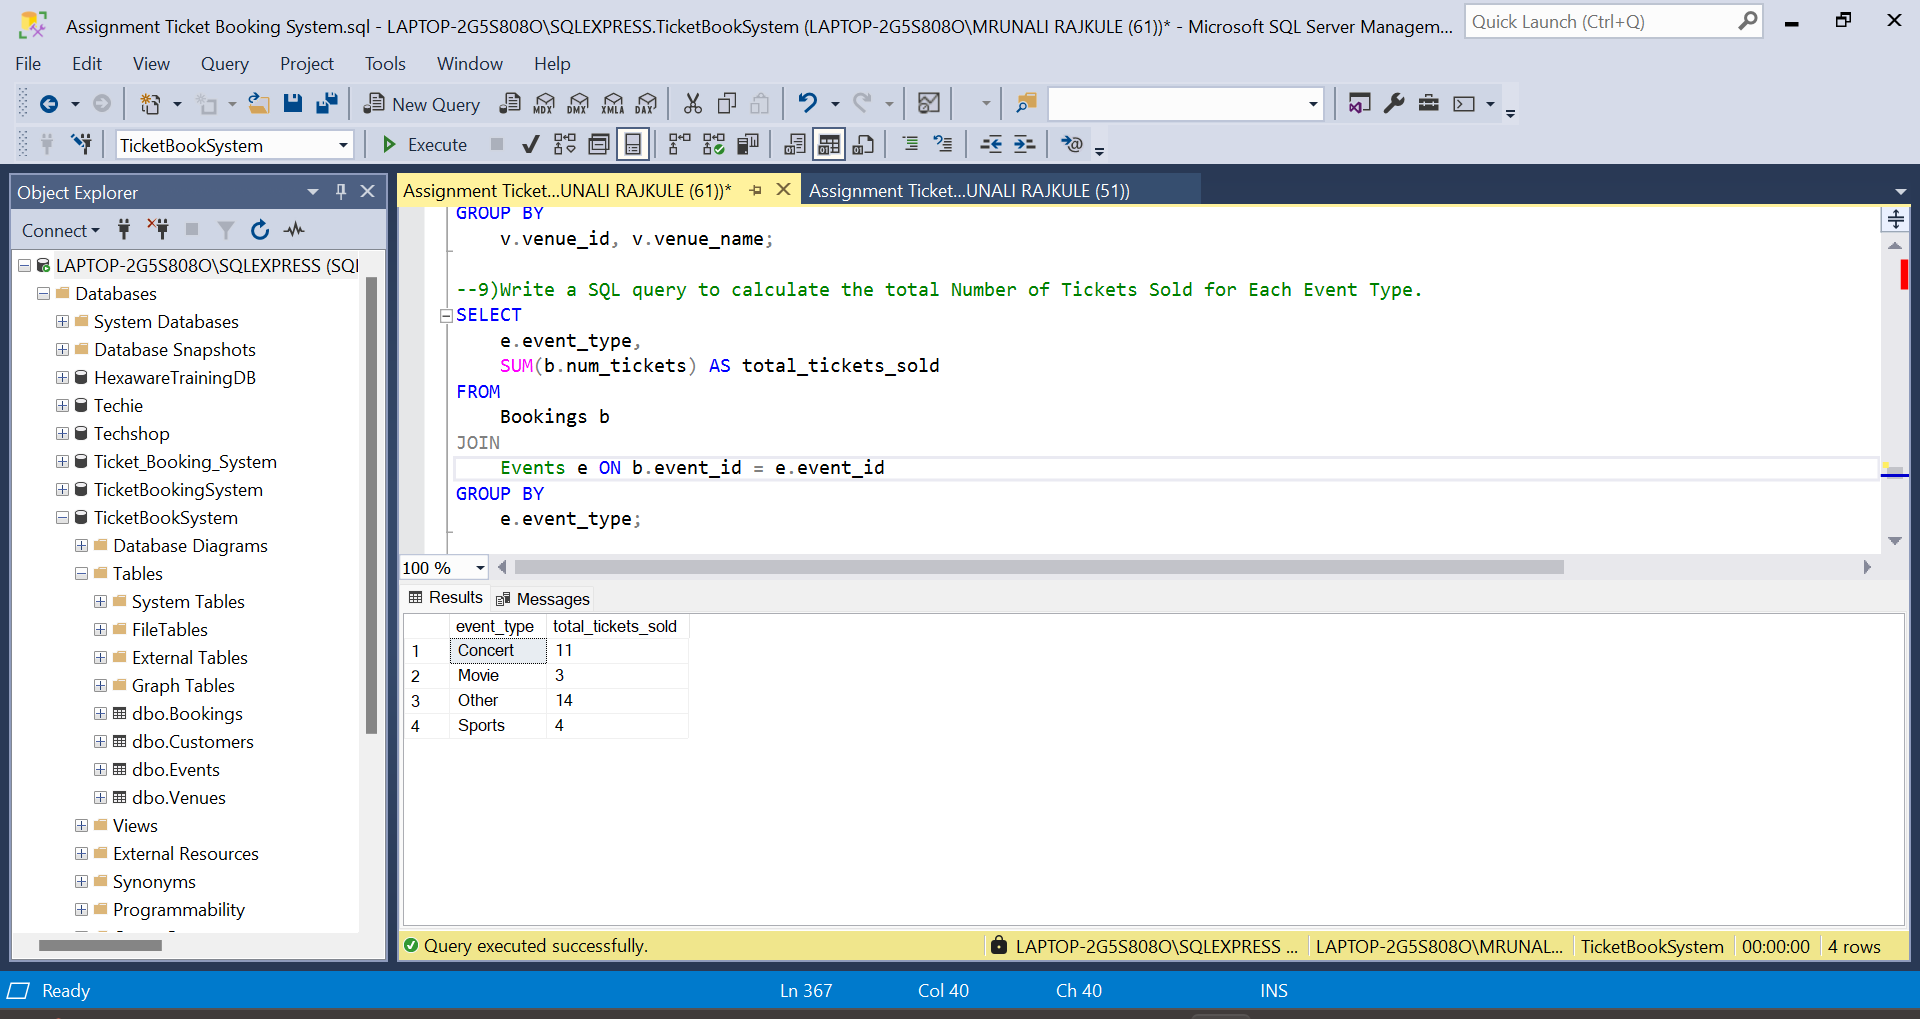 Assignment Ticket Booking System.sql - LAPTOP-2G5S808O\SQLEXPRESS.TicketBookSystem (LAPTOP-2G5S808O\MRUNALI RAJKULE (61))* - Microsoft SQL Server Managem...
Quick Launch (Ctrl+Q)
File Edit View Query Project Tools Window Help
New Query
MDX DMX XMLA DAX
TicketBookSystem
Execute
Object Explorer
Connect
LAPTOP-2G5S808O\SQLEXPRESS (SQ
Databases
System Databases
Database Snapshots
HexawareTrainingDB
Techie
Techshop
Ticket_Booking_System
TicketBookingSystem
TicketBookSystem
Database Diagrams
Tables
System Tables
FileTables
External Tables
Graph Tables
dbo.Bookings
dbo.Customers
dbo.Events
dbo.Venues
Views
External Resources
Synonyms
Programmability
Assignment Ticket...UNALI RAJKULE (61))*
Assignment Ticket...UNALI RAJKULE (51))
GROUP BY
v.venue_id, v.venue_name;
--9)Write a SQL query to calculate the total Number of Tickets Sold for Each Event Type.
SELECT
e.event_type,
SUM(b.num_tickets) AS total_tickets_sold
FROM
Bookings b
JOIN
Events e ON b.event_id = e.event_id
GROUP BY
e.event_type;
100 %
Results Messages
event_type total_tickets_sold
1 Concert 11
2 Movie 3
3 Other 14
4 Sports 4
Query executed successfully.
LAPTOP-2G5S808O\SQLEXPRESS ... LAPTOP-2G5S808O\MRUNAL... TicketBookSystem 00:00:00 4 rows
Ready Ln 367 Col 40 Ch 40 INS